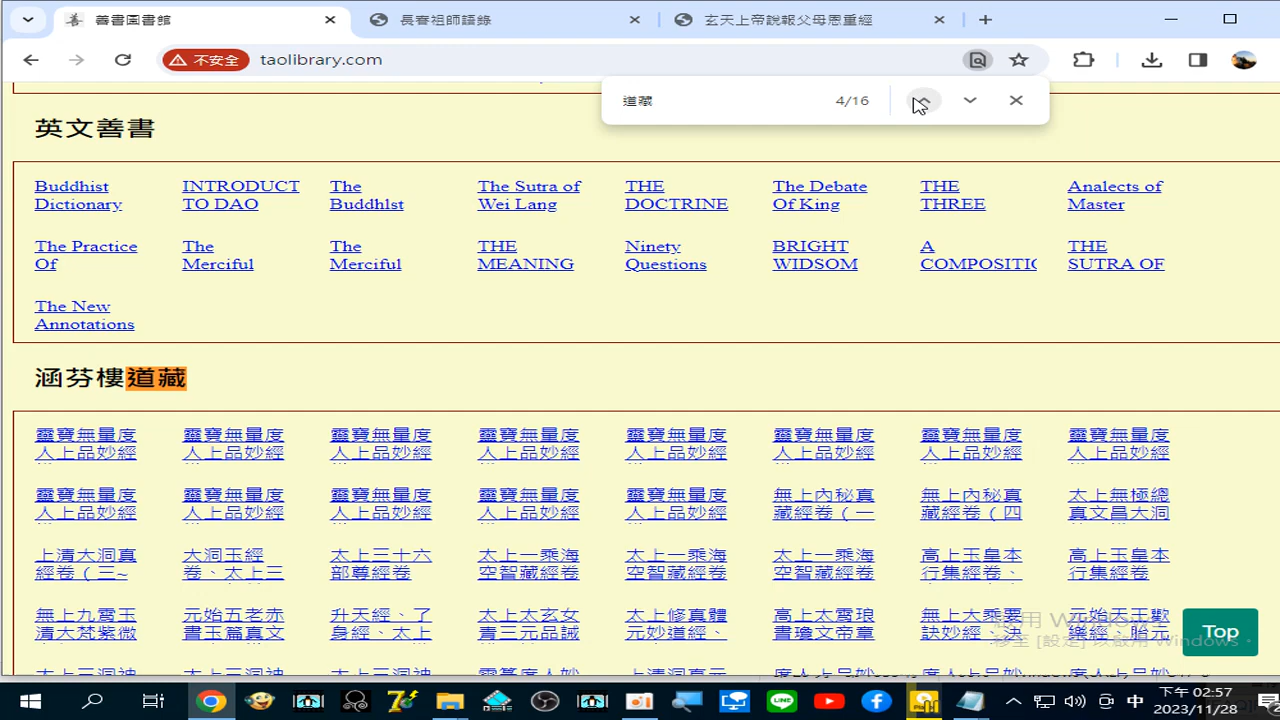 善書圖書館
長春祖師語錄
玄天上帝說報父母恩重經
不安全
taolibrary.com
道藏
4/16
英文善書
Buddhist Dictionary
INTRODUCT TO DAO
The Buddhlst
The Sutra of Wei Lang
THE DOCTRINE
The Debate Of King
THE THREE
Analects of Master
The Practice Of
The Merciful
The Merciful
THE MEANING
Ninety Questions
BRIGHT WIDSOM
A COMPOSITIO
THE SUTRA OF
The New Annotations
涵芬樓道藏
靈寶無量度人上品妙經
靈寶無量度人上品妙經
靈寶無量度人上品妙經
靈寶無量度人上品妙經
靈寶無量度人上品妙經
靈寶無量度人上品妙經
靈寶無量度人上品妙經
靈寶無量度人上品妙經
靈寶無量度人上品妙經
靈寶無量度人上品妙經
靈寶無量度人上品妙經
靈寶無量度人上品妙經
靈寶無量度人上品妙經
無上內秘真藏經卷（一
無上內秘真藏經卷（四
太上無極總真文昌大洞
上清大洞真經卷（三~
大洞玉經卷、太上三
太上三十六部尊經卷
太上一乘海空智藏經卷
太上一乘海空智藏經卷
太上一乘海空智藏經卷
高上玉皇本行集經卷、
高上玉皇本行集經卷
無上九霄玉清大梵紫微
元始五老赤書玉篇真文
升天經、了身經、太上
太上太玄女青三元品誡
太上修真體元妙道經、
高上太霄琅書瓊文帝章
無上大乘要訣妙經、決
元始天王歡樂經、胎元
啟用 Windows
移至 [設定] 以啟用 Windows。
Top
中
下午 02:57
2023/11/28